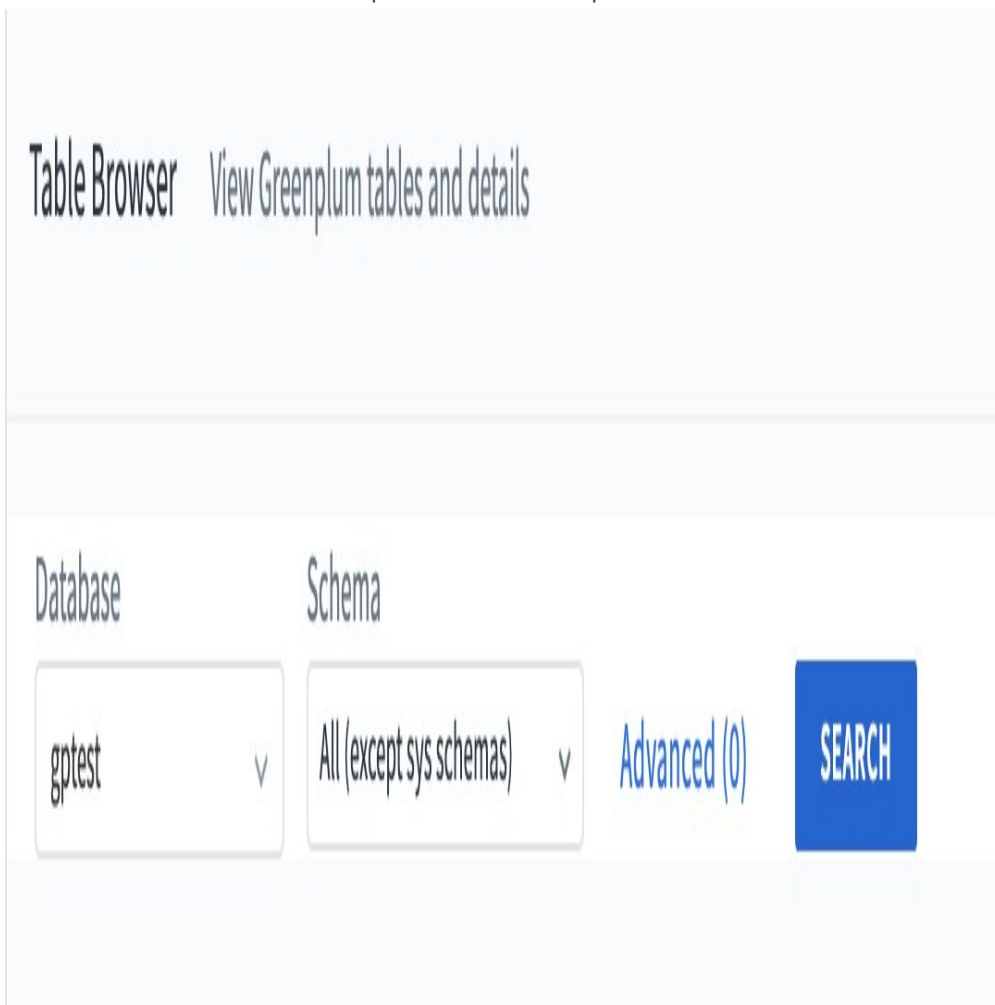 Table Browser View Greenplum tables and details
Database Schema
gptest All (except sys schemas) Advanced (0) SEARCH